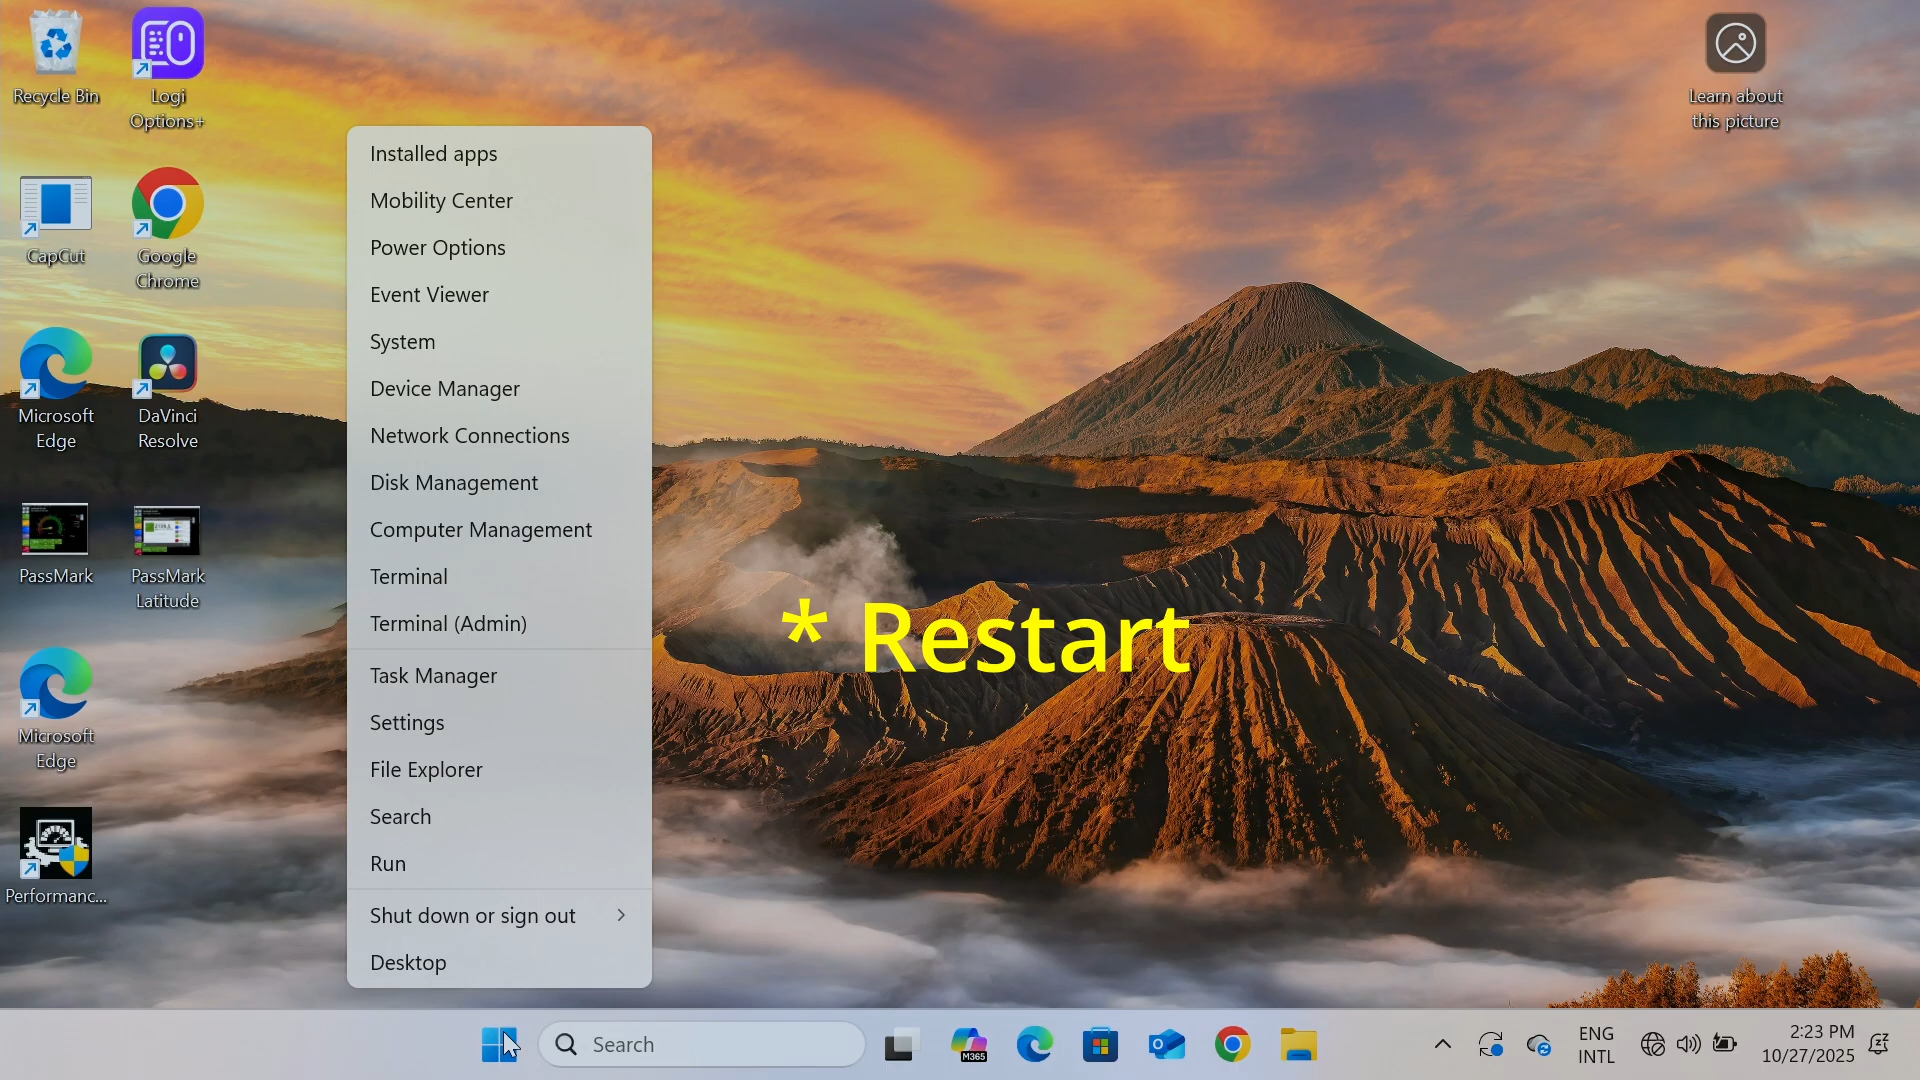 Recycle Bin
Logi
Options+
CapCut
Google
Chrome
Microsoft
Edge
DaVinci
Resolve
PassMark
PassMark
Latitude
Microsoft
Edge
Performanc...
Installed apps
Mobility Center
Power Options
Event Viewer
System
Device Manager
Network Connections
Disk Management
Computer Management
Terminal
Terminal (Admin)
Task Manager
Settings
File Explorer
Search
Run
Shut down or sign out
Desktop
* Restart
Learn about
this picture
Search
M365
ENG
INTL
2:23 PM
10/27/2025